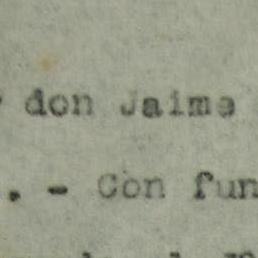 don Jaime
. - Con fun